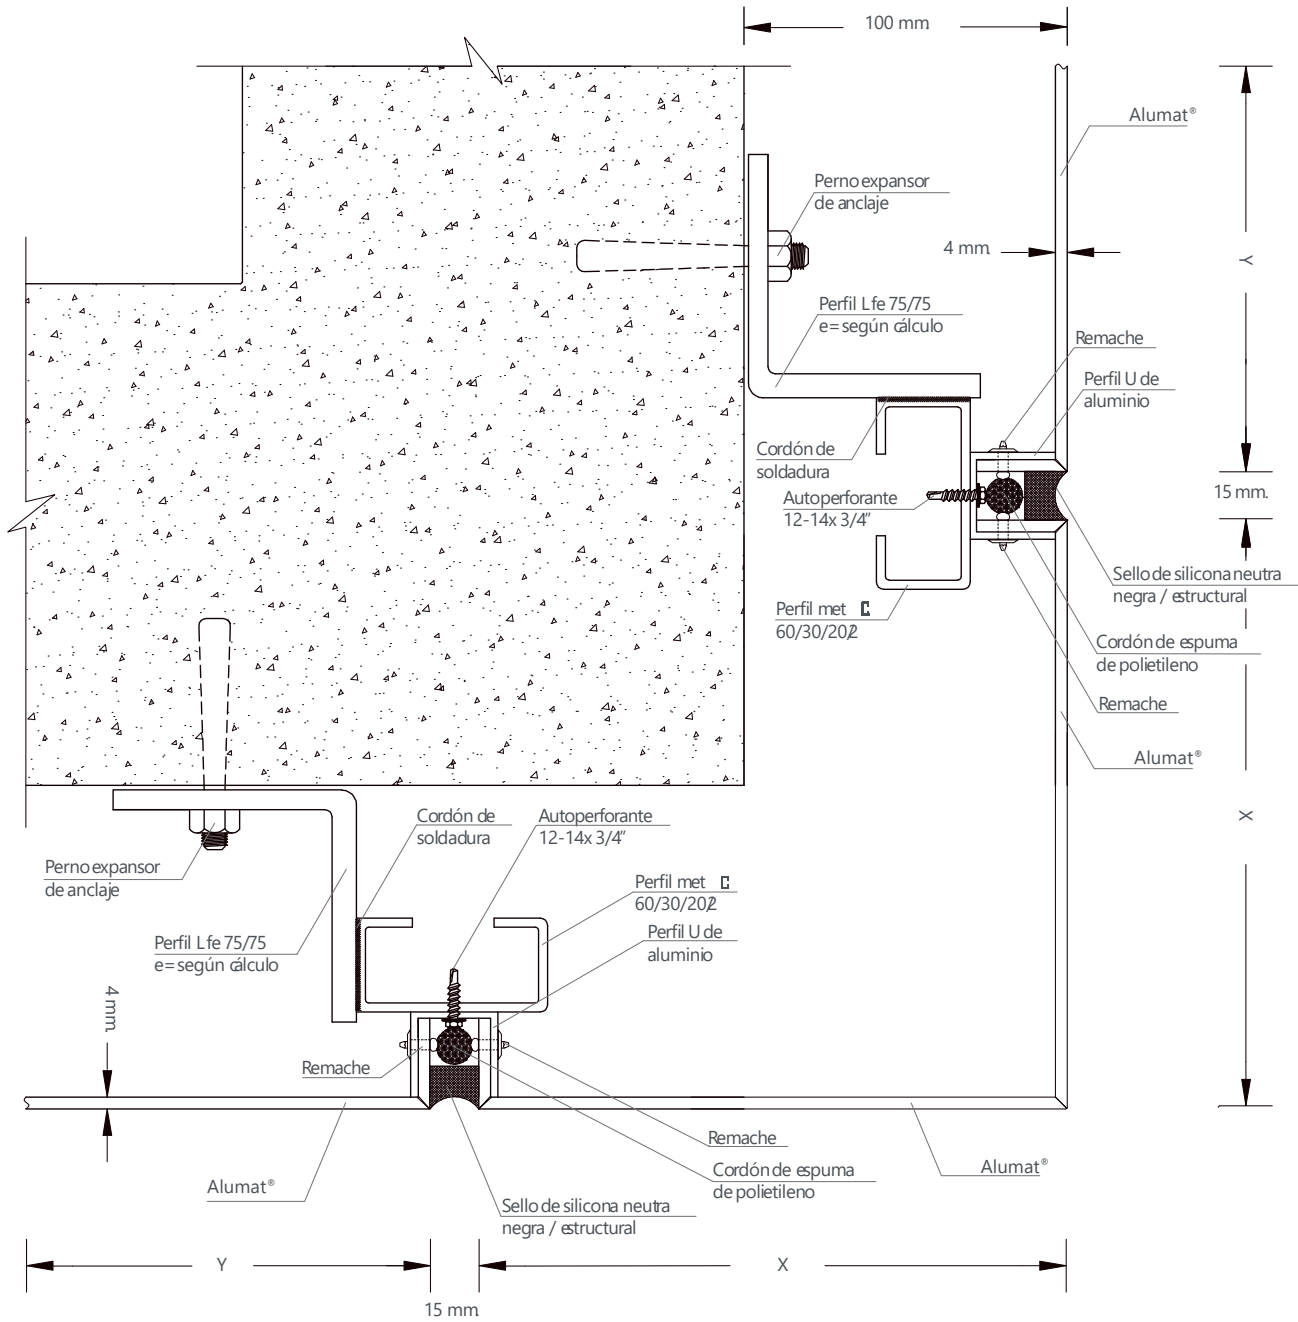 100 mm.
Alumat®
Perno expansor
de anclaje
4 mm.
Y
Perfil L fe 75/75
e= según cálculo
Remache
Perfil U de
aluminio
Cordón de
soldadura
Autoperforante
12-14x 3/4"
15 mm.
Sello de silicona neutra
negra / estructural
Perfil met
60/30/20/2
Cordón de espuma
de polietileno
Remache
Alumat®
X
Cordón de
soldadura
Autoperforante
12-14x 3/4"
Perno expansor
de anclaje
Perfil met
60/30/20/2
Perfil U de
aluminio
Perfil L fe 75/75
e= según cálculo
4 mm.
Remache
Remache
Cordón de espuma
de polietileno
Alumat®
Alumat®
Sello de silicona neutra
negra / estructural
Y
X
15 mm.